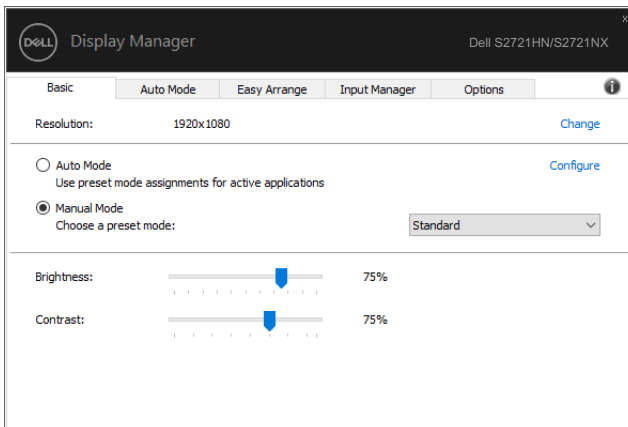 x
DELL Display Manager Dell S2721HN/S2721NX
Basic Auto Mode Easy Arrange Input Manager Options i
Resolution: 1920x1080 Change
Auto Mode Configure
Use preset mode assignments for active applications
Manual Mode
Choose a preset mode: Standard
Brightness: 75%
Contrast: 75%